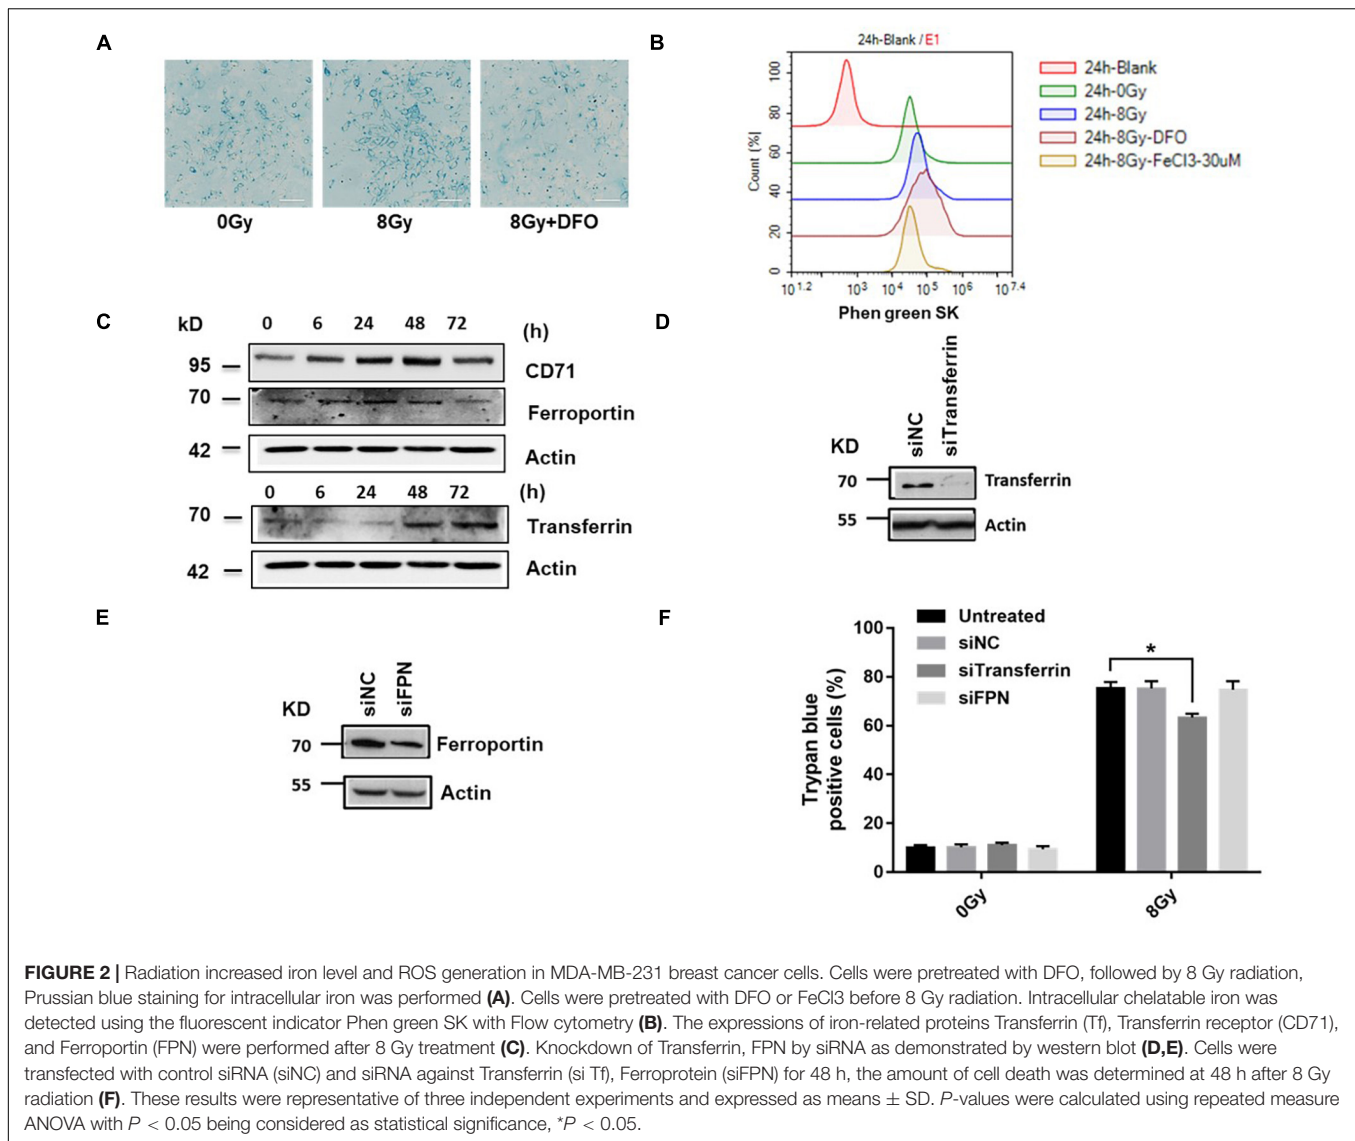 A
0Gy
8Gy
8Gy+DFO
B
24h-Blank / E1
Count (%)
100
80
60
40
20
0
10^1.2 10^3 10^4 10^5 10^6 10^7.4
Phen green SK
24h-Blank
24h-0Gy
24h-8Gy
24h-8Gy-DFO
24h-8Gy-FeCl3-30uM
C
kD 0 6 24 48 72 (h)
95 CD71
70 Ferroportin
42 Actin
0 6 24 48 72 (h)
70 Transferrin
42 Actin
D
siNC siTransferrin
KD
70 Transferrin
55 Actin
E
siNC siFPN
KD
70 Ferroportin
55 Actin
F
Untreated
siNC
siTransferrin
siFPN
Trypan blue
positive cells (%)
100
80
60
40
20
0
*
0Gy 8Gy
FIGURE 2 | Radiation increased iron level and ROS generation in MDA-MB-231 breast cancer cells. Cells were pretreated with DFO, followed by 8 Gy radiation,
Prussian blue staining for intracellular iron was performed (A). Cells were pretreated with DFO or FeCl3 before 8 Gy radiation. Intracellular chelatable iron was
detected using the fluorescent indicator Phen green SK with Flow cytometry (B). The expressions of iron-related proteins Transferrin (Tf), Transferrin receptor (CD71),
and Ferroportin (FPN) were performed after 8 Gy treatment (C). Knockdown of Transferrin, FPN by siRNA as demonstrated by western blot (D,E). Cells were
transfected with control siRNA (siNC) and siRNA against Transferrin (si Tf), Ferroprotein (siFPN) for 48 h, the amount of cell death was determined at 48 h after 8 Gy
radiation (F). These results were representative of three independent experiments and expressed as means ± SD. P-values were calculated using repeated measure
ANOVA with P < 0.05 being considered as statistical significance, *P < 0.05.